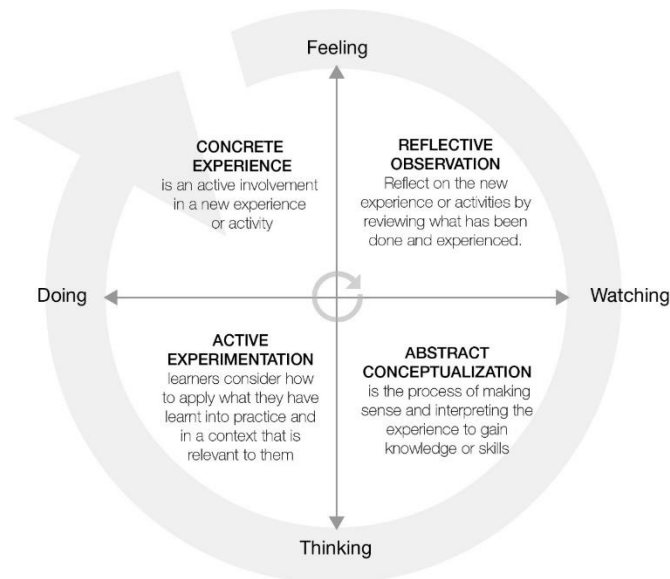 Feeling
CONCRETE
EXPERIENCE
is an active involvement
in a new experience
or activity
REFLECTIVE
OBSERVATION
Reflect on the new
experience or activities by
reviewing what has been
done and experienced.
Doing
Watching
ACTIVE
EXPERIMENTATION
learners consider how
to apply what they have
learnt into practice and
in a context that is
relevant to them
ABSTRACT
CONCEPTUALIZATION
is the process of making
sense and interpreting the
experience to gain
knowledge or skills
Thinking